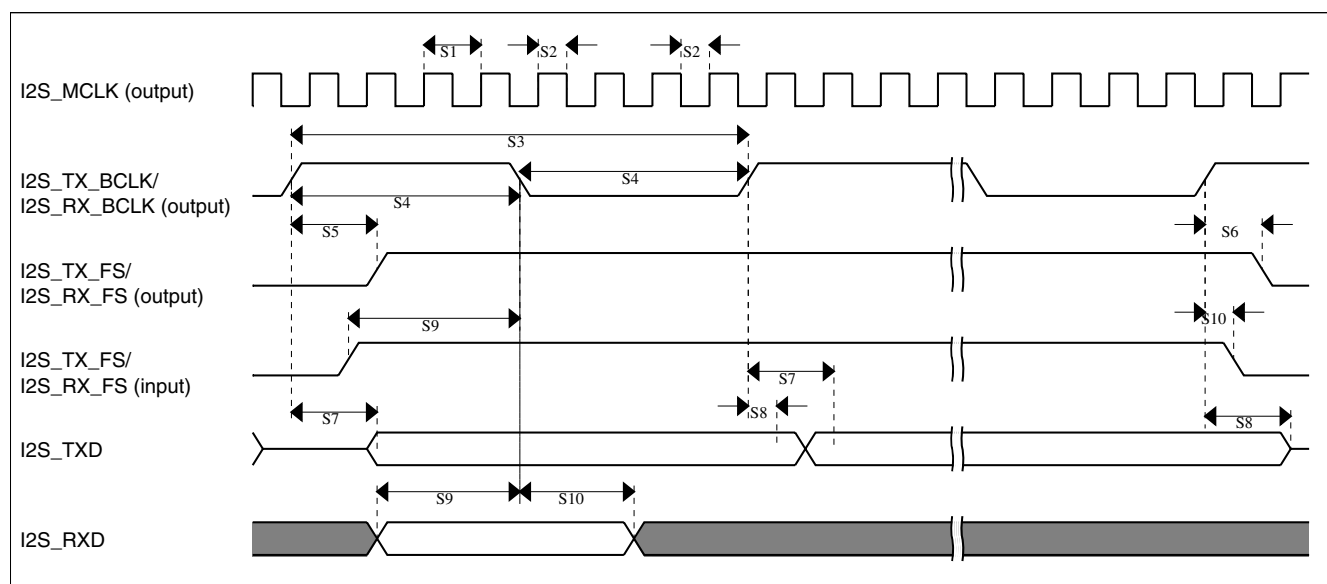 S1 S2 S2
I2S_MCLK (output)
S3
I2S_TX_BCLK/
I2S_RX_BCLK (output)
S4
S4
S5
S6
I2S_TX_FS/
I2S_RX_FS (output)
S9
S10
I2S_TX_FS/
I2S_RX_FS (input)
S7
S8
S7
S8
I2S_TXD
S9 S10
I2S_RXD